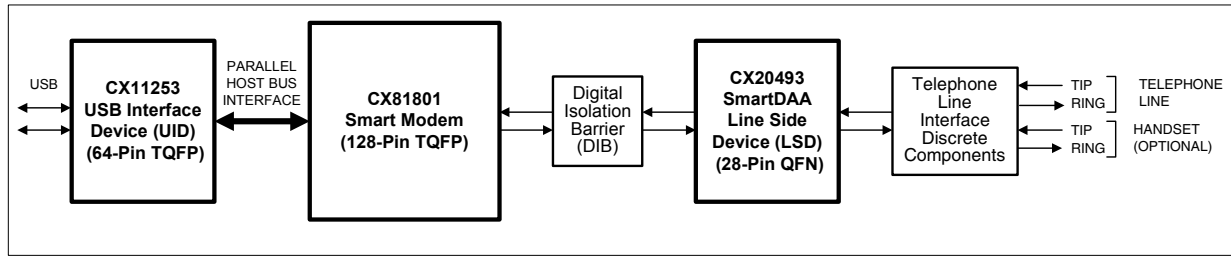 USB
CX11253
USB Interface
Device (UID)
(64-Pin TQFP)
PARALLEL
HOST BUS
INTERFACE
CX81801
Smart Modem
(128-Pin TQFP)
Digital
Isolation
Barrier
(DIB)
CX20493
SmartDAA
Line Side
Device (LSD)
(28-Pin QFN)
Telephone
Line
Interface
Discrete
Components
TIP
RING
TELEPHONE
LINE
TIP
RING
HANDSET
(OPTIONAL)